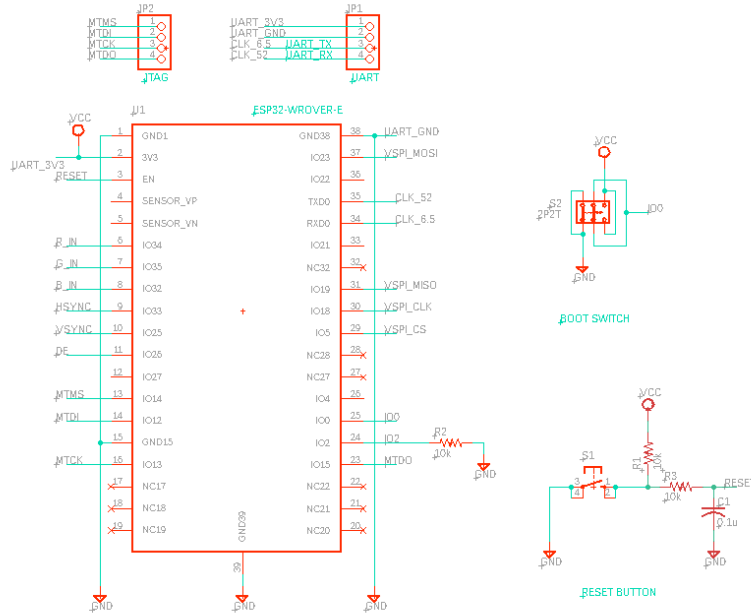 JP2
MTMS 1
MTDI 2
MTCK 3
MTDO 4
JTAG
JP1
UART_3V3 1
UART_GND 2
CLK_6.5 UART_TX 3
CLK_52 UART_RX 4
UART
U1
ESP32-WROVER-E
VCC
UART_3V3
1 GND1 GND38 38 UART_GND
2 3V3 IO23 37 VSPI_MOSI
RESET 3 EN IO22 36
4 SENSOR_VP TXD0 35 CLK_52
5 SENSOR_VN RXD0 34 CLK_6.5
R_IN 6 IO34 IO21 33
G_IN 7 IO35 NC32 32
B_IN 8 IO32 IO19 31 VSPI_MISO
HSYNC 9 IO33 IO18 30 VSPI_CLK
VSYNC 10 IO25 IO5 29 VSPI_CS
DE 11 IO26 NC28 28
12 IO27 NC27 27
MTMS 13 IO14 IO4 26
MTDI 14 IO12 IO0 25 IO0
15 GND15 IO2 24 IO2
MTCK 16 IO13 IO15 23 MTDO
17 NC17 NC22 22
18 NC18 NC21 21
19 NC19 NC20 20
GND39
39
GND
GND
GND
R2
10k
GND
VCC
S2
2P2T
IO0
GND
BOOT SWITCH
VCC
R1
10k
S1
3 1
4 2
R3
10k
RESET
C1
0.1u
GND
GND
RESET BUTTON